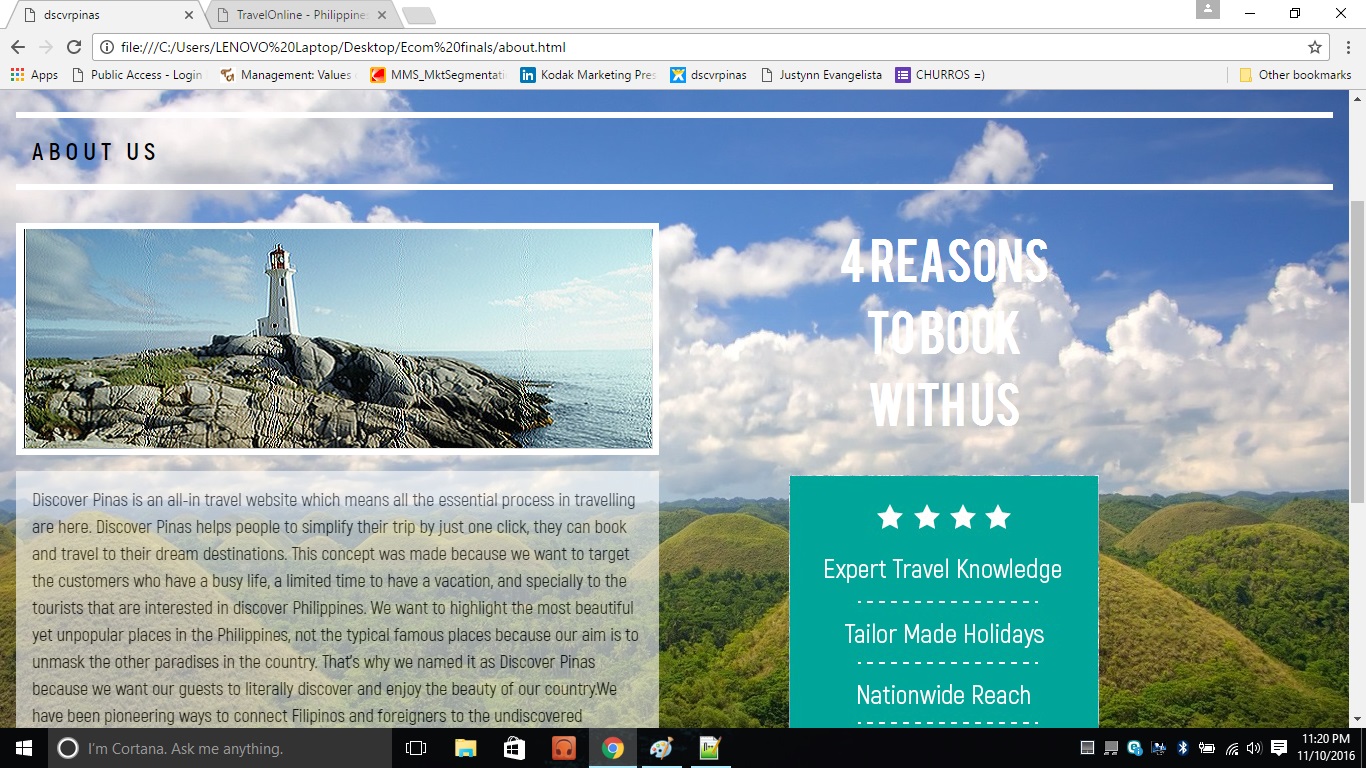 dscvrpinas
TravelOnline - Philippine
file:///C:/Users/LENOVO%20Laptop/Desktop/Ecom%20finals/about.html
Apps
Public Access - Login
Management: Values
MMS_MktSegmentati
Kodak Marketing Pres
dscvrpinas
Justynn Evangelista
CHURROS =)
Other bookmarks
ABOUT US
4 REASONS
TO BOOK
WITH US
Discover Pinas is an all-in travel website which means all the essential process in travelling
are here. Discover Pinas helps people to simplify their trip by just one click, they can book
and travel to their dream destinations. This concept was made because we want to target
the customers who have a busy life, a limited time to have a vacation, and specially to the
tourists that are interested in discover Philippines. We want to highlight the most beautiful
yet unpopular places in the Philippines, not the typical famous places because our aim is to
unmask the other paradises in the country. That's why we named it as Discover Pinas
because we want our guests to literally discover and enjoy the beauty of our country.We
have been pioneering ways to connect Filipinos and foreigners to the undiscovered
Expert Travel Knowledge
Tailor Made Holidays
Nationwide Reach
I'm Cortana. Ask me anything.
11:20 PM
11/10/2016